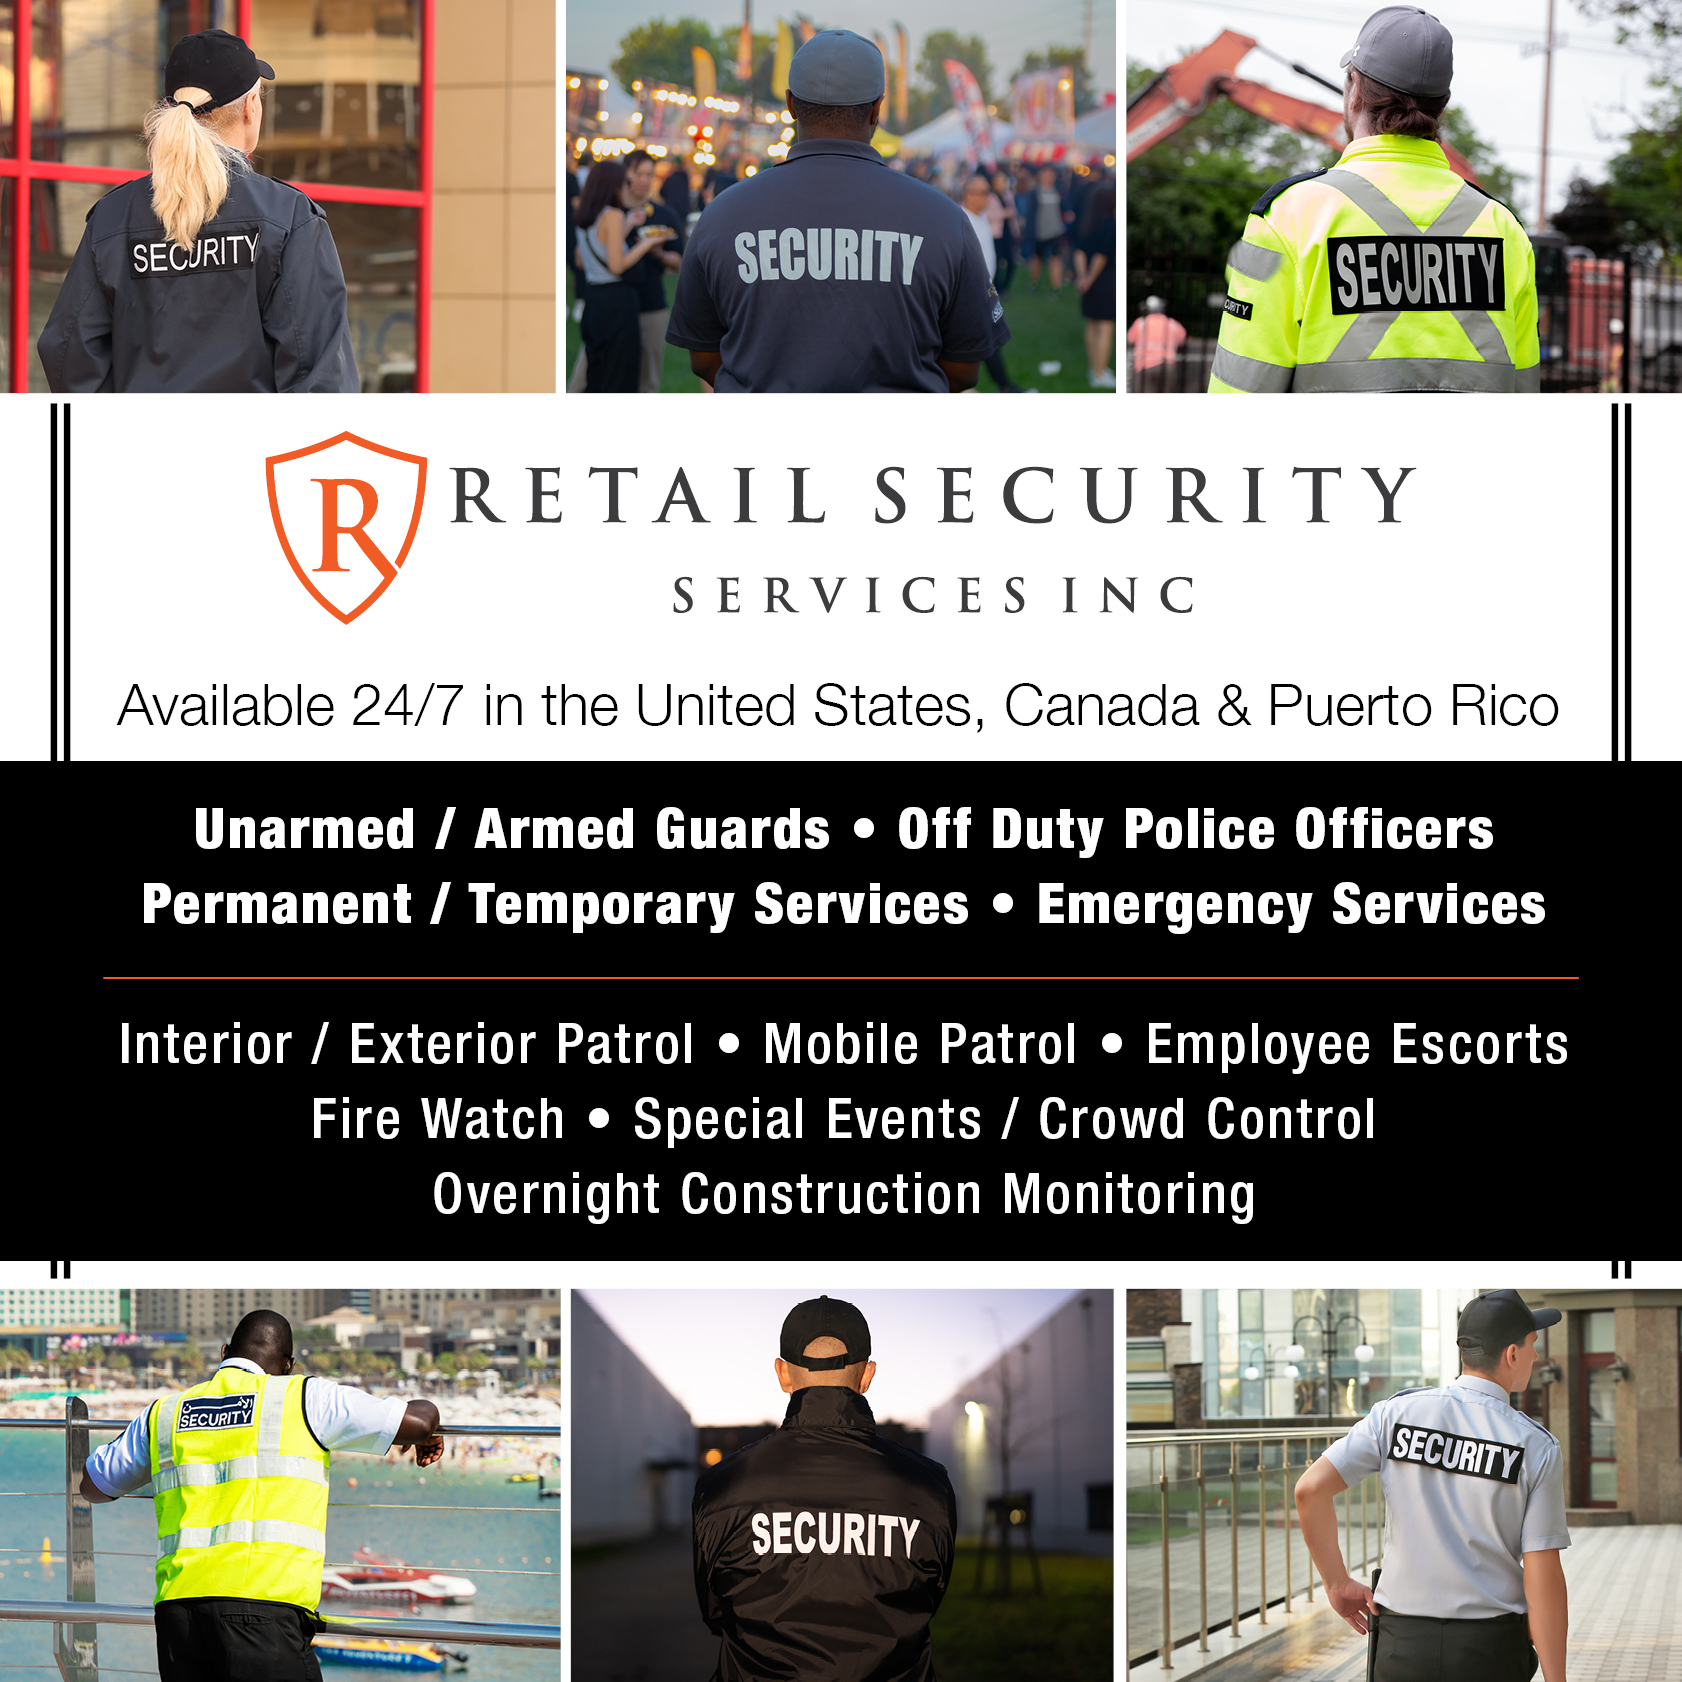 SECURITY
SECURITY
SECURITY
CURITY
R RETAIL SECURITY
SERVICES INC
Available 24/7 in the United States, Canada & Puerto Rico
Unarmed / Armed Guards • Off Duty Police Officers
Permanent / Temporary Services • Emergency Services
Interior / Exterior Patrol • Mobile Patrol • Employee Escorts
Fire Watch • Special Events / Crowd Control
Overnight Construction Monitoring
SECURITY
SECURITY
SECURITY